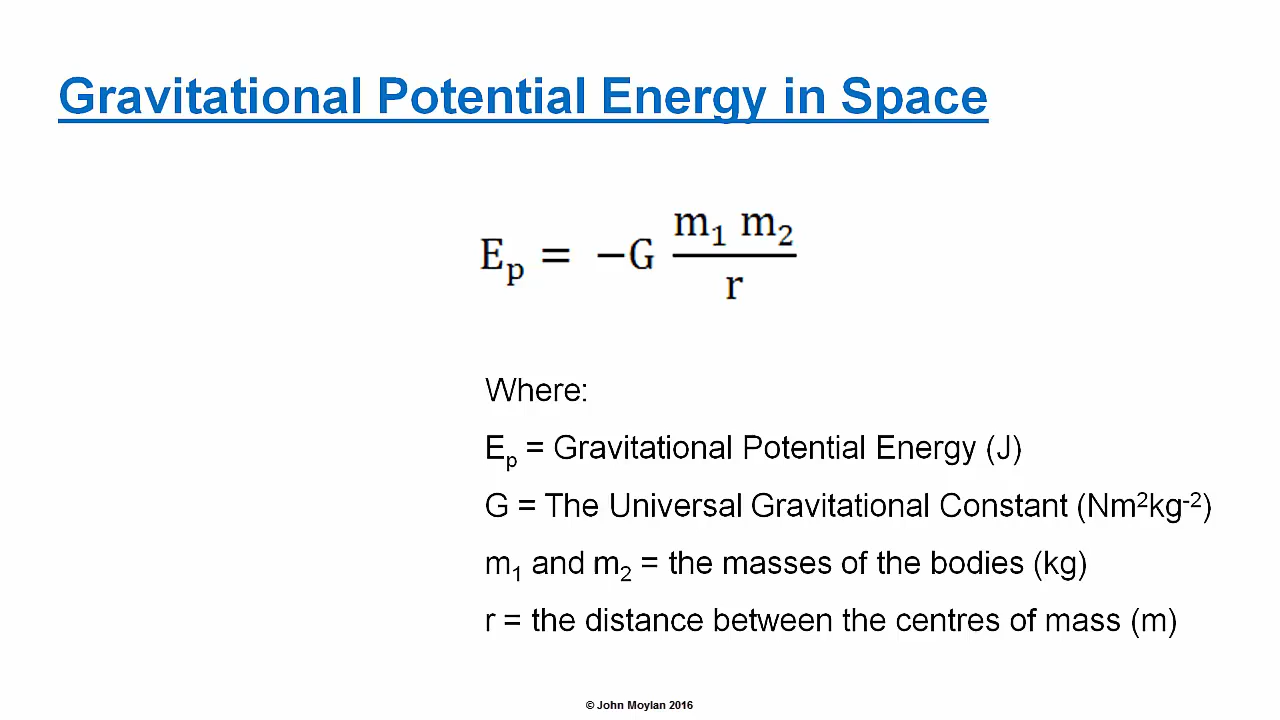 Gravitational Potential Energy in Space
Eₚ = −G m₁ m₂ / r
Where:
Eₚ = Gravitational Potential Energy (J)
G = The Universal Gravitational Constant (Nm²kg⁻²)
m₁ and m₂ = the masses of the bodies (kg)
r = the distance between the centres of mass (m)
© John Moylan 2016